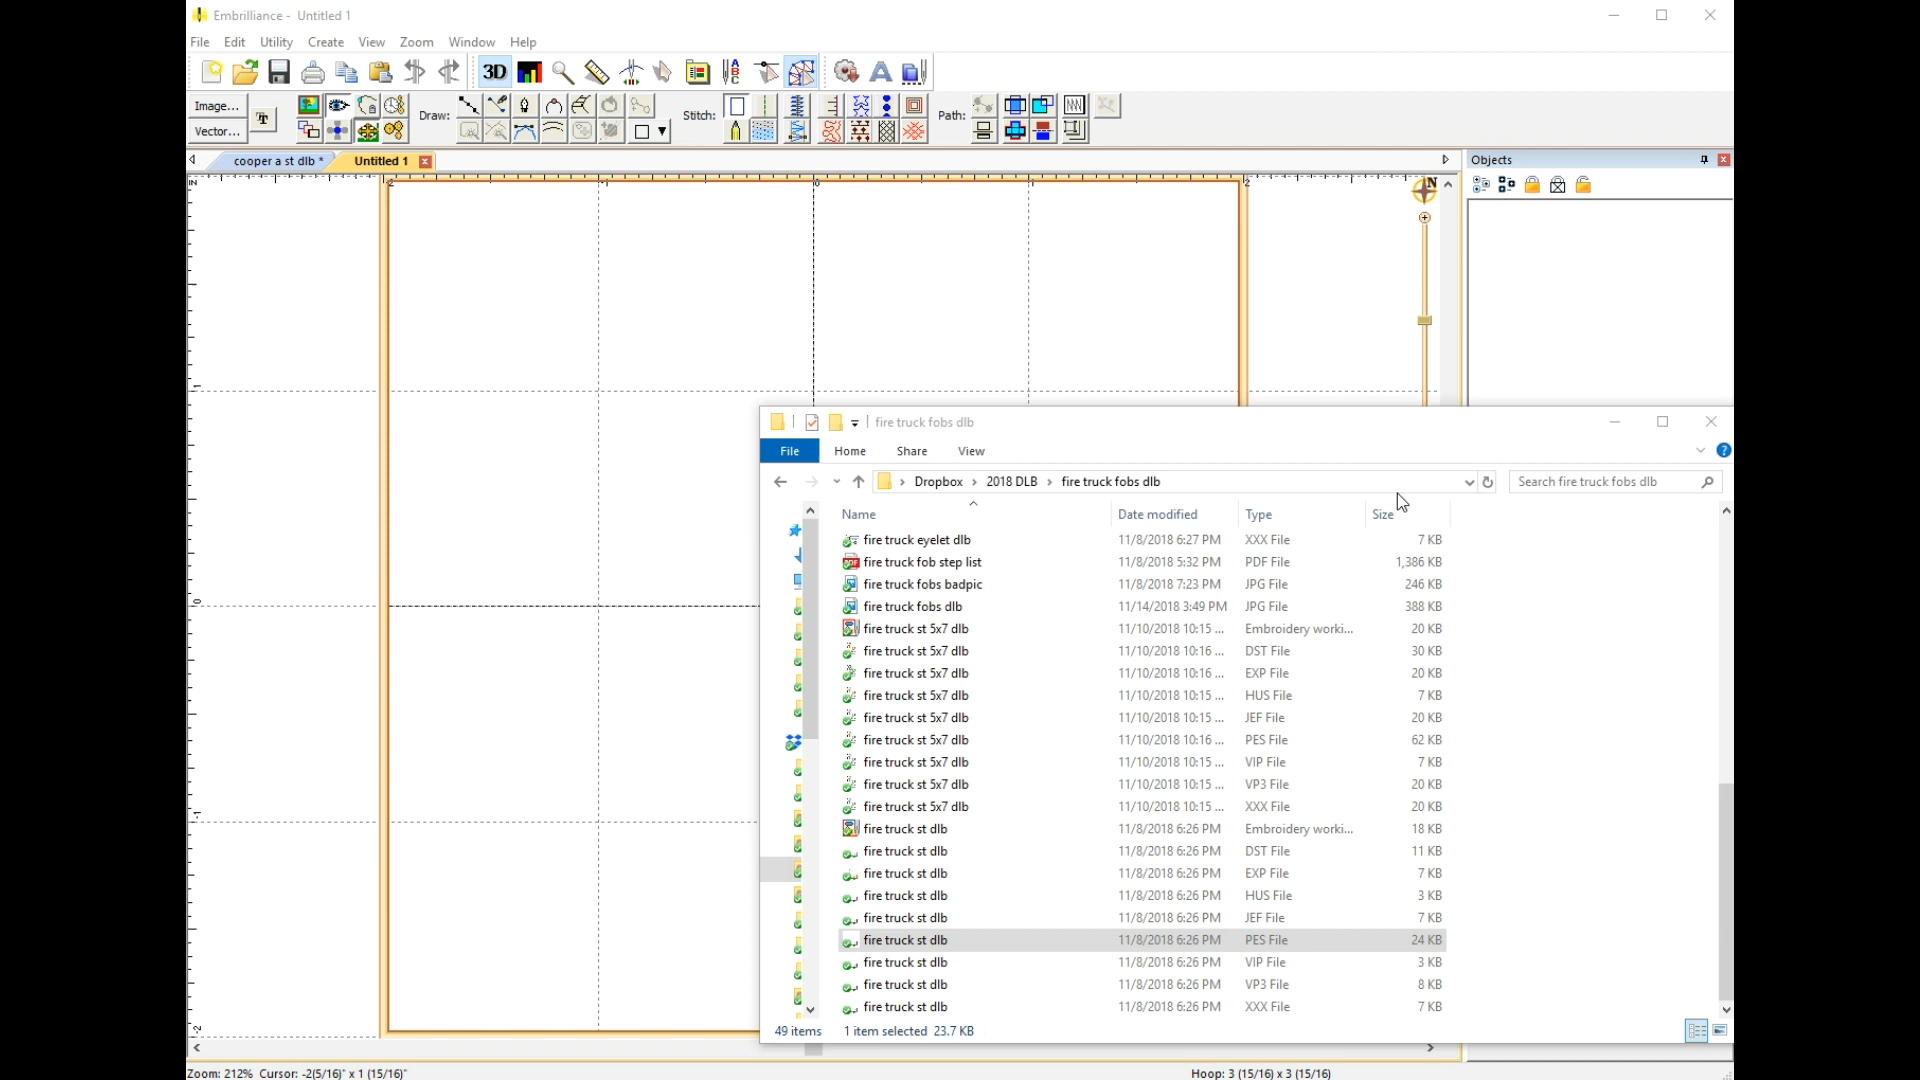 Embrilliance - Untitled 1
File Edit Utility Create View Zoom Window Help
3D
Image...
Draw: Stitch: Path:
Vector...
cooper a st dlb * Untitled 1
Objects
IN
-2 -1 0 1 2
N
1
0
-1
-2
fire truck fobs dlb
File Home Share View
Dropbox > 2018 DLB > fire truck fobs dlb Search fire truck fobs dlb
Name Date modified Type Size
fire truck eyelet dlb 11/8/2018 6:27 PM XXX File 7 KB
fire truck fob step list 11/8/2018 5:32 PM PDF File 1,386 KB
fire truck fobs badpic 11/8/2018 7:23 PM JPG File 246 KB
fire truck fobs dlb 11/14/2018 3:49 PM JPG File 388 KB
fire truck st 5x7 dlb 11/10/2018 10:15 ... Embroidery worki... 20 KB
fire truck st 5x7 dlb 11/10/2018 10:16 ... DST File 30 KB
fire truck st 5x7 dlb 11/10/2018 10:16 ... EXP File 20 KB
fire truck st 5x7 dlb 11/10/2018 10:15 ... HUS File 7 KB
fire truck st 5x7 dlb 11/10/2018 10:15 ... JEF File 20 KB
fire truck st 5x7 dlb 11/10/2018 10:16 ... PES File 62 KB
fire truck st 5x7 dlb 11/10/2018 10:15 ... VIP File 7 KB
fire truck st 5x7 dlb 11/10/2018 10:15 ... VP3 File 20 KB
fire truck st 5x7 dlb 11/10/2018 10:15 ... XXX File 20 KB
fire truck st dlb 11/8/2018 6:26 PM Embroidery worki... 18 KB
fire truck st dlb 11/8/2018 6:26 PM DST File 11 KB
fire truck st dlb 11/8/2018 6:26 PM EXP File 7 KB
fire truck st dlb 11/8/2018 6:26 PM HUS File 3 KB
fire truck st dlb 11/8/2018 6:26 PM JEF File 7 KB
fire truck st dlb 11/8/2018 6:26 PM PES File 24 KB
fire truck st dlb 11/8/2018 6:26 PM VIP File 3 KB
fire truck st dlb 11/8/2018 6:26 PM VP3 File 8 KB
fire truck st dlb 11/8/2018 6:26 PM XXX File 7 KB
49 items 1 item selected 23.7 KB
Zoom: 212% Cursor: -2(5/16)" x 1 (15/16)" Hoop: 3 (15/16) x 3 (15/16)